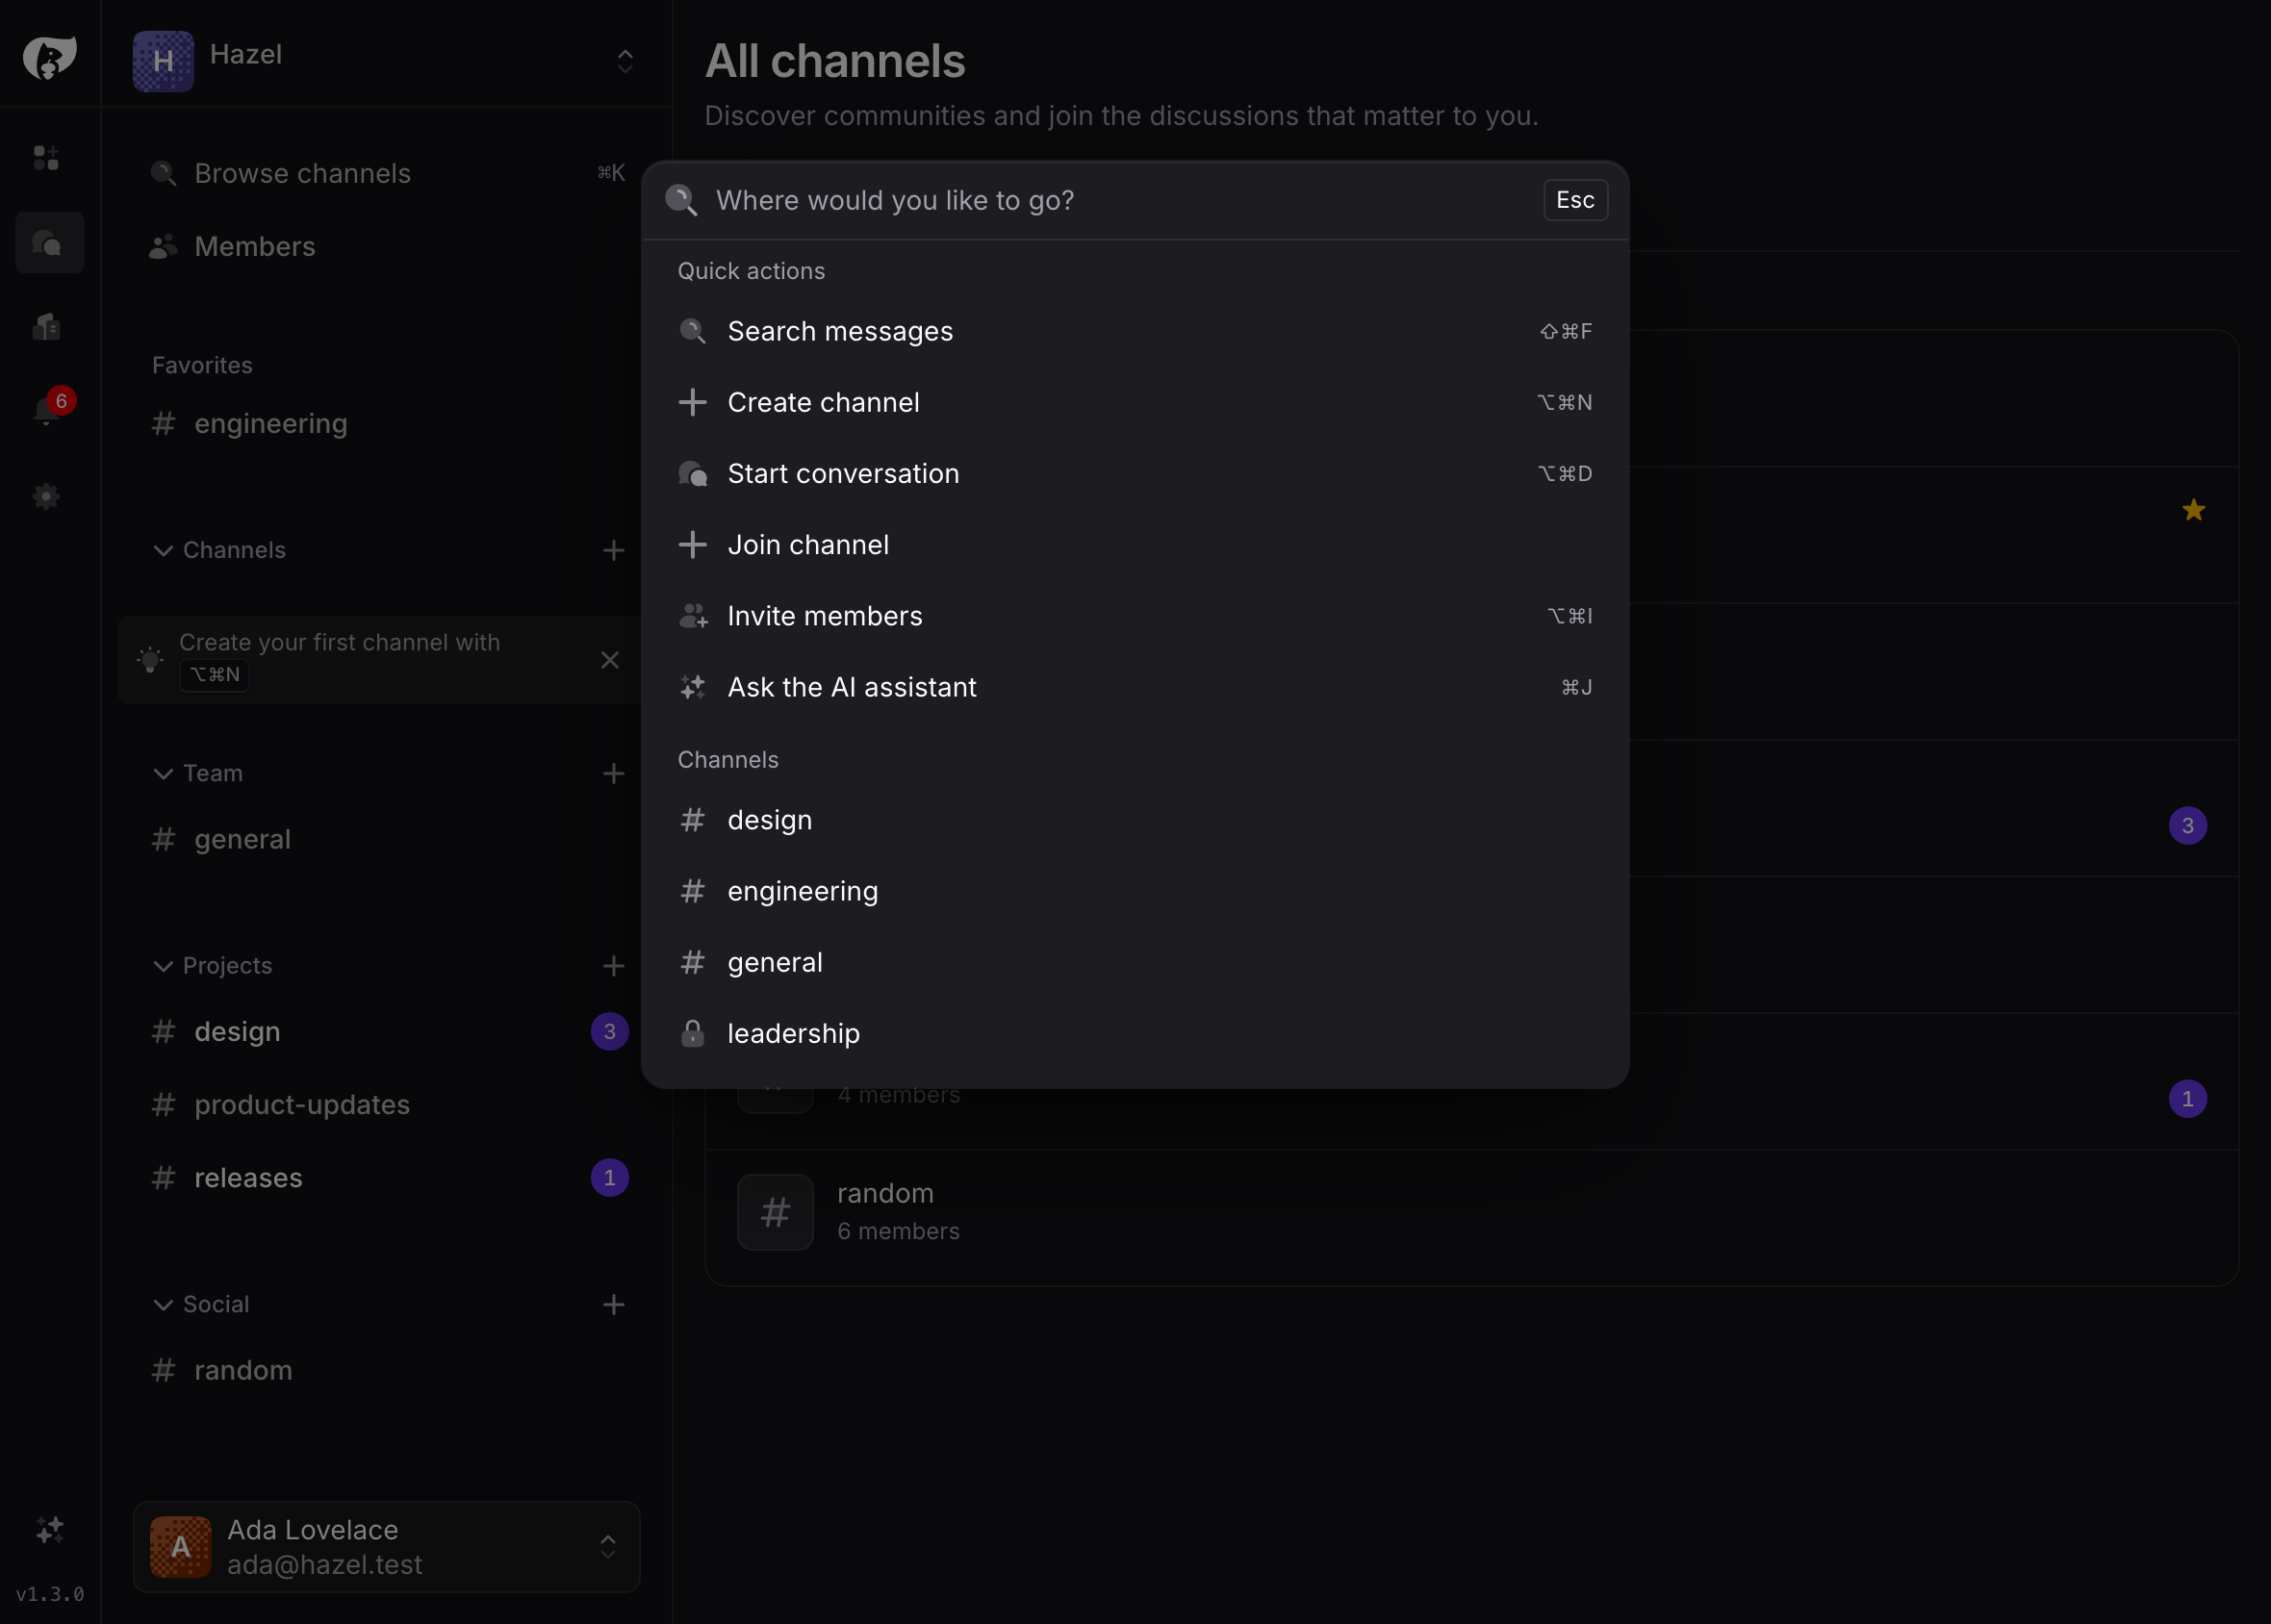 H
Hazel
Browse channels
⌘K
Members
6
Favorites
engineering
Channels
Create your first channel with
⌥⌘N
Team
general
Projects
design
3
product-updates
releases
1
Social
random
A
Ada Lovelace
ada@hazel.test
v1.3.0
All channels
Discover communities and join the discussions that matter to you.
Where would you like to go?
Esc
Quick actions
Search messages
⇧⌘F
Create channel
⌥⌘N
Start conversation
⌥⌘D
Join channel
Invite members
⌥⌘I
Ask the AI assistant
⌘J
Channels
design
engineering
general
leadership
3
4 members
1
random
6 members